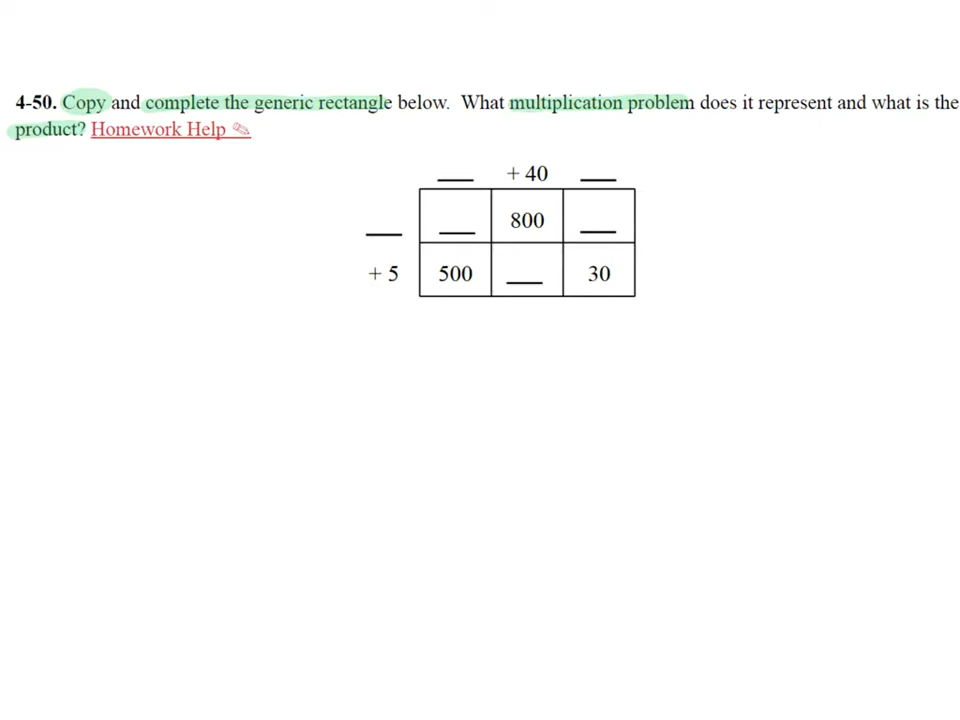 4-50. Copy and complete the generic rectangle below. What multiplication problem does it represent and what is the
product? Homework Help ✎
___ + 40 ___
___ ___ 800 ___
+ 5 500 ___ 30